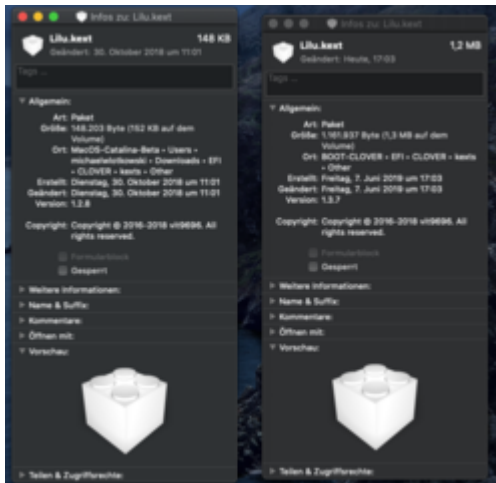 Infos zu: Lilu.kext
Lilu.kext 148 KB
Geändert: 30. Oktober 2018 um 11:01
Tags ...
Allgemein:
Art: Paket
Größe: 148.203 Byte (152 KB auf dem
Volume)
Ort: MacOS-Catalina-Beta ▸ Users ▸
▸ Downloads ▸ EFI
▸ CLOVER ▸ kexts
▸ Other
Erstellt: Dienstag, 30. Oktober 2018 um 11:01
Geändert: Dienstag, 30. Oktober 2018 um 11:01
Version: 1.2.8
Copyright: Copyright © 2016-2018 vit9696. All
rights reserved.
Formularblock
Gesperrt
Weitere Informationen:
Name & Suffix:
Kommentare:
Öffnen mit:
Vorschau:
Teilen & Zugriffsrechte:
Infos zu: Lilu.kext
Lilu.kext 1,2 MB
Geändert: Heute, 17:03
Tags ...
Allgemein:
Art: Paket
Größe: 1.161.937 Byte (1,3 MB auf dem
Volume)
Ort: BOOT-CLOVER ▸ EFI ▸ CLOVER ▸ kexts
▸ Other
Erstellt: Freitag, 7. Juni 2019 um 17:03
Geändert: Freitag, 7. Juni 2019 um 17:03
Version: 1.3.7
Copyright: Copyright © 2016-2018 vit9696. All
rights reserved.
Formularblock
Gesperrt
Weitere Informationen:
Name & Suffix:
Kommentare:
Öffnen mit:
Vorschau:
Teilen & Zugriffsrechte: